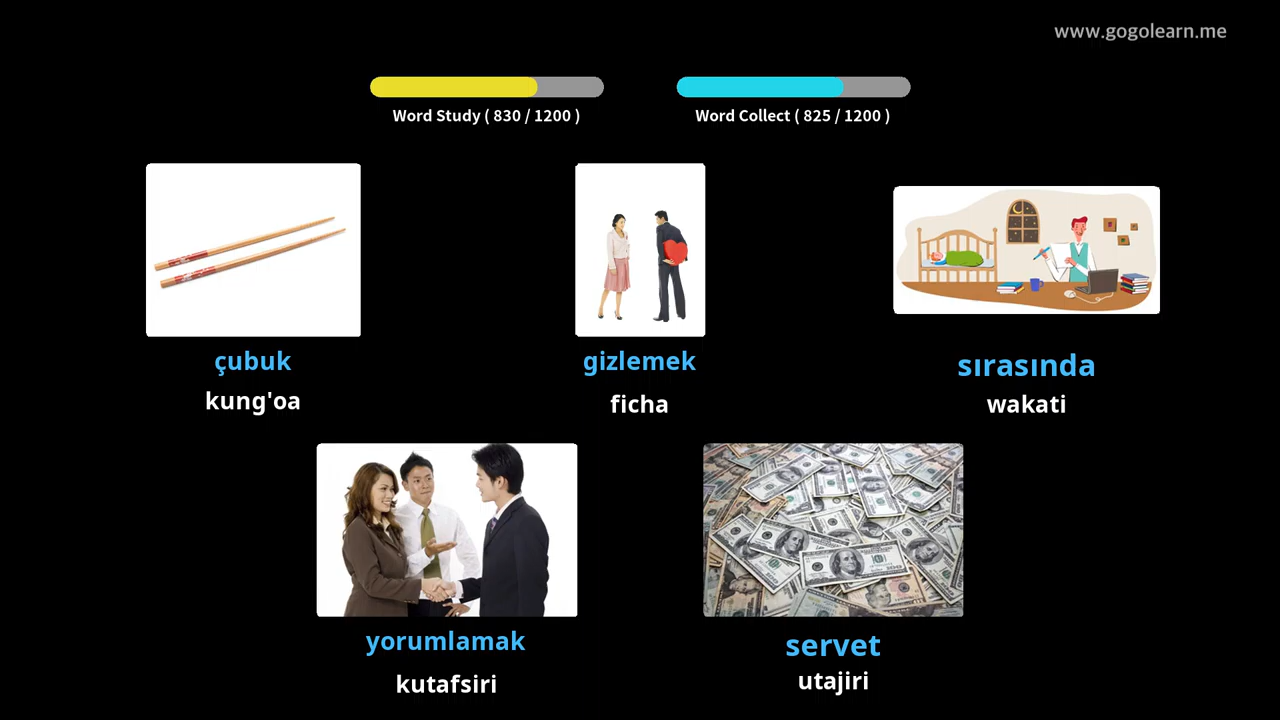 www.gogolearn.me
Word Study ( 830 / 1200 )
Word Collect ( 825 / 1200 )
çubuk
kung'oa
gizlemek
ficha
sırasında
wakati
yorumlamak
kutafsiri
servet
utajiri